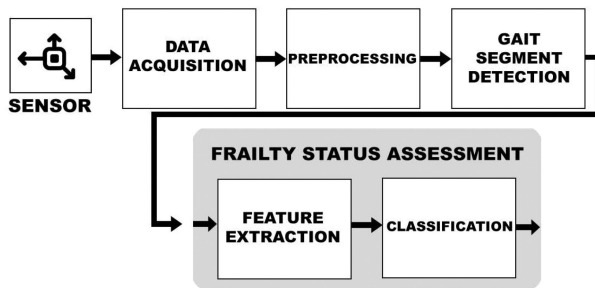 SENSOR
DATA
ACQUISITION
PREPROCESSING
GAIT
SEGMENT
DETECTION
FRAILTY STATUS ASSESSMENT
FEATURE
EXTRACTION
CLASSIFICATION